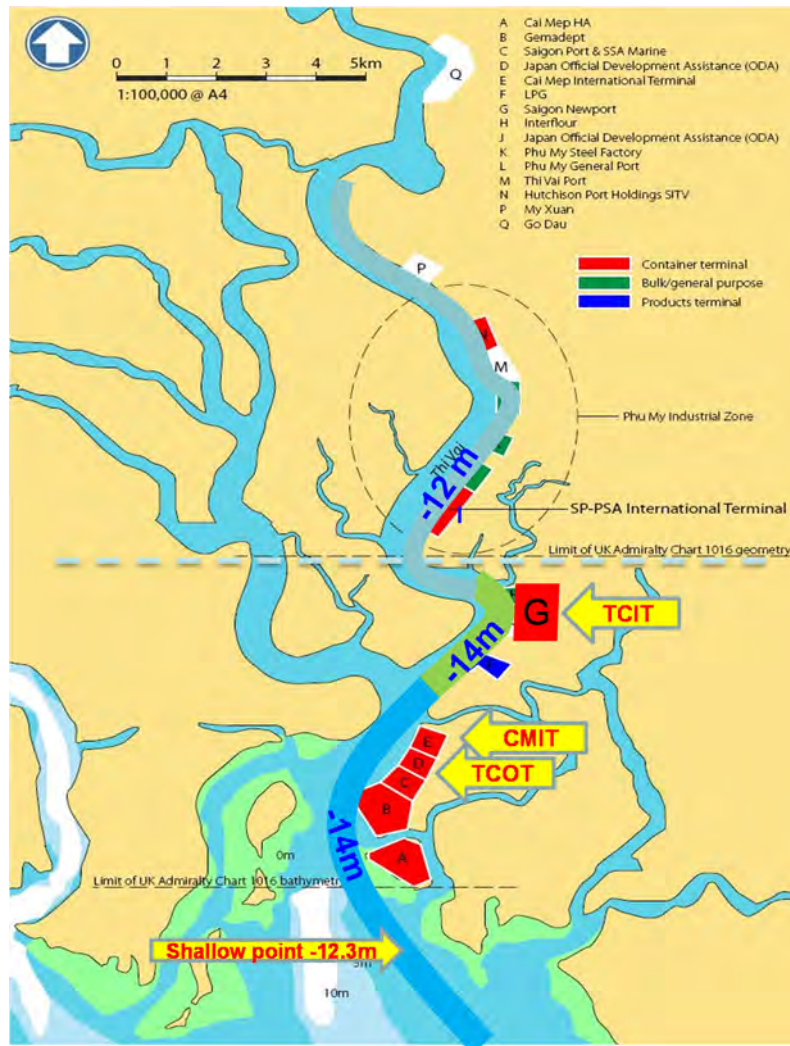 0 1 2 3 4 5km
1:100,000 @ A4
A Cai Mep HA
B Gemadept
C Saigon Port & SSA Marine
D Japan Official Development Assistance (ODA)
E Cai Mep International Terminal
F LPG
G Saigon Newport
H Interflour
J Japan Official Development Assistance (ODA)
K Phu My Steel Factory
L Phu My General Port
M Thi Vai Port
N Hutchison Port Holdings SITV
P My Xuan
Q Go Dau
Q
Container terminal
Bulk/general purpose
Products terminal
P
N
M
Phu My Industrial Zone
Thi Vai
-12 m
SP-PSA International Terminal
Limit of UK Admiralty Chart 1016 geometry
G
TCIT
-14m
E
CMIT
D
TCOT
C
B
-14m
A
0m
Limit of UK Admiralty Chart 1016 bathymetry
Shallow point -12.3m
5m
10m